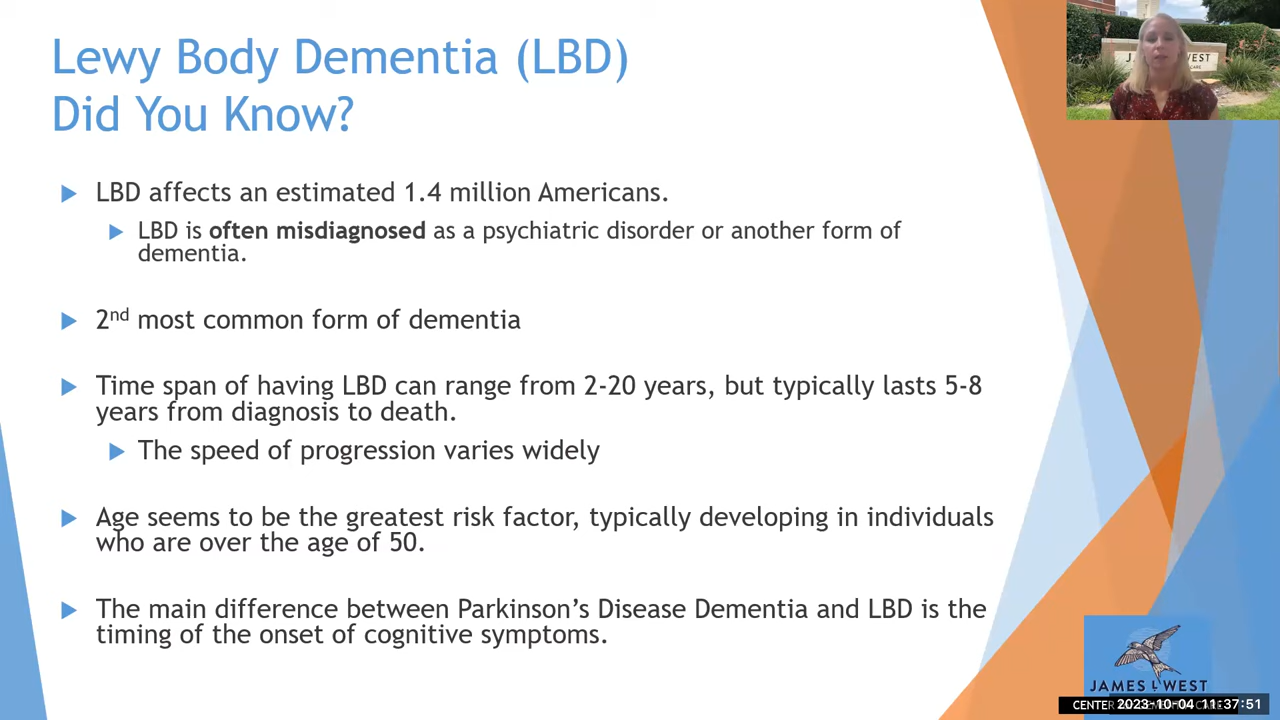 Lewy Body Dementia (LBD)
Did You Know?
LBD affects an estimated 1.4 million Americans.
LBD is often misdiagnosed as a psychiatric disorder or another form of
dementia.
2nd most common form of dementia
Time span of having LBD can range from 2-20 years, but typically lasts 5-8
years from diagnosis to death.
The speed of progression varies widely
Age seems to be the greatest risk factor, typically developing in individuals
who are over the age of 50.
The main difference between Parkinson’s Disease Dementia and LBD is the
timing of the onset of cognitive symptoms.
JAMES L WEST
CENTER
2023-10-04 11:37:51